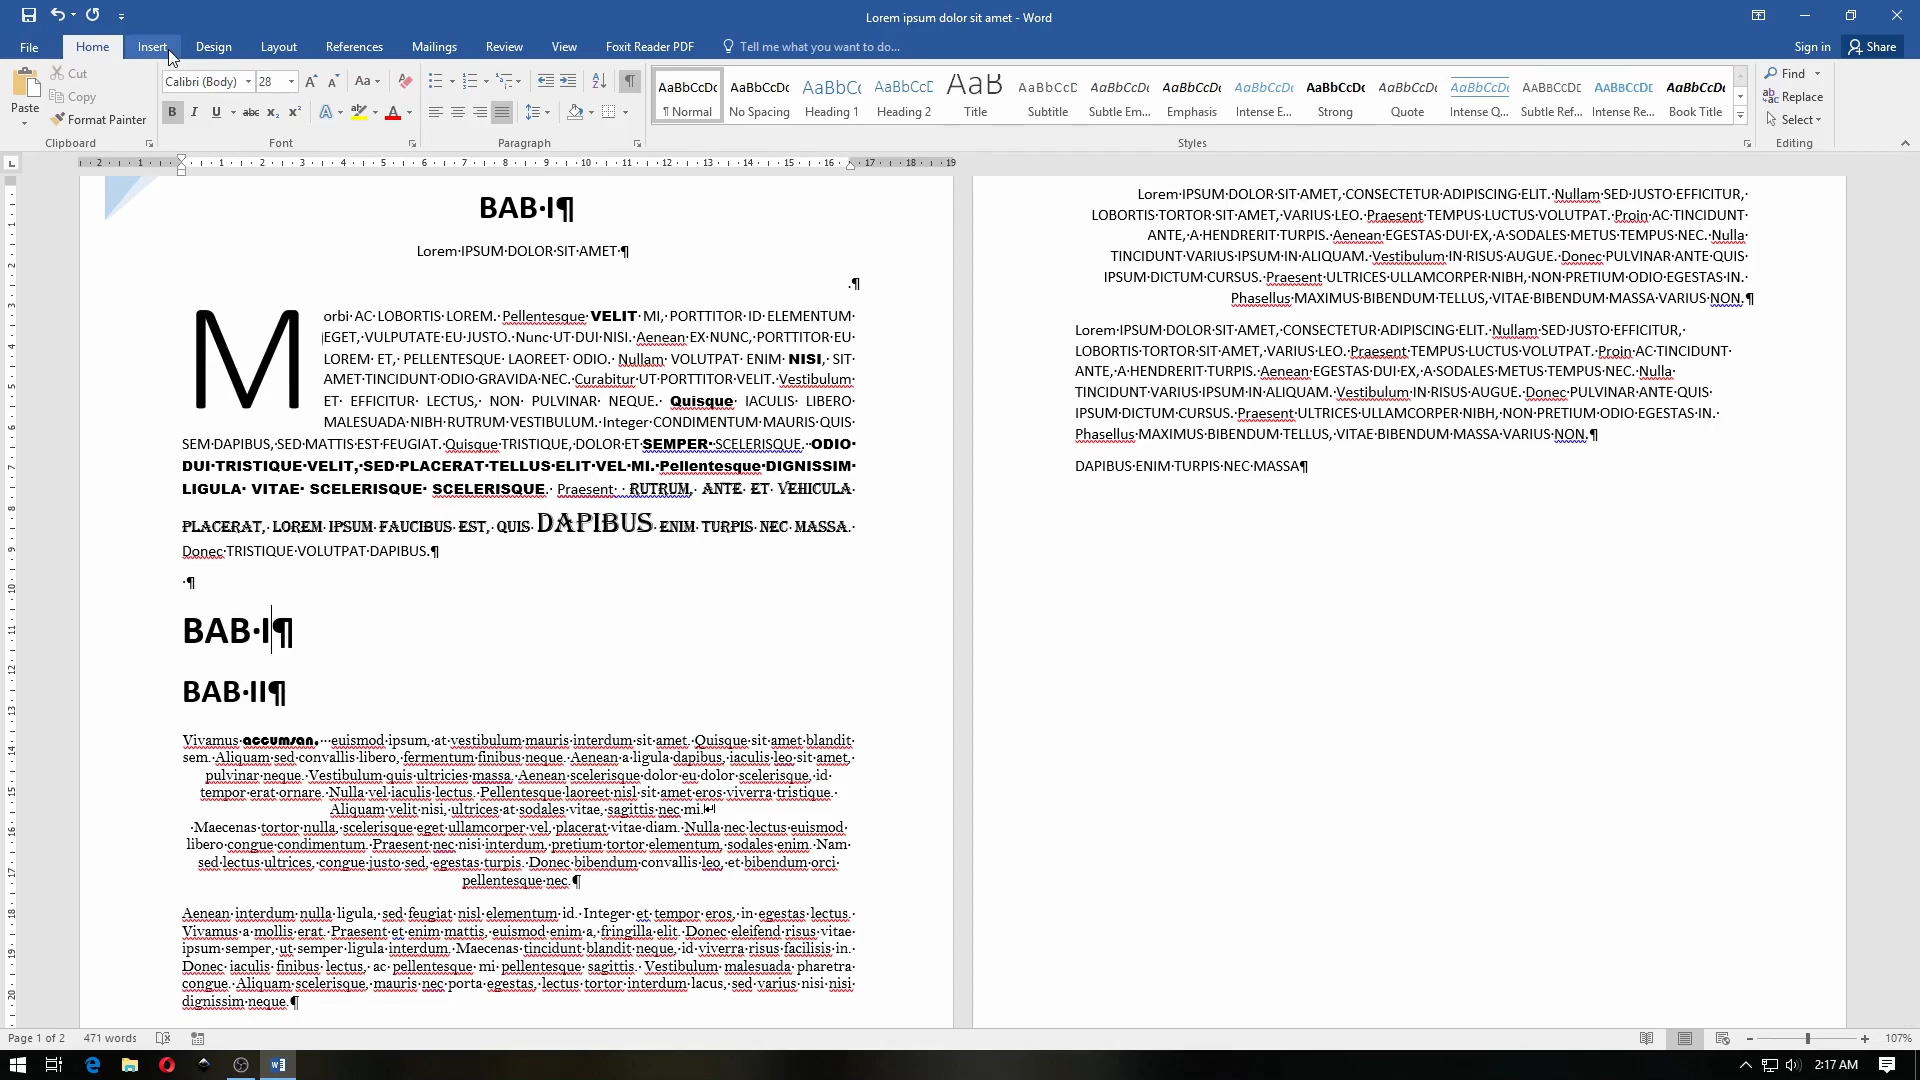 Lorem ipsum dolor sit amet - Word
File Home Insert Design Layout References Mailings Review View Foxit Reader PDF Tell me what you want to do... Sign in Share
Paste
Cut
Copy
Format Painter
Clipboard
Calibri (Body) 28
Font
Paragraph
AaBbCcDc AaBbCcDc AaBbCc AaBbCcD AaB AaBbCcD AaBbCcDc AaBbCcDc AaBbCcDc AaBbCcDc AaBbCcDc AaBbCcDc AABBCCDC AABBCCDC AaBbCcDc
¶ Normal No Spacing Heading 1 Heading 2 Title Subtitle Subtle Em... Emphasis Intense E... Strong Quote Intense Q... Subtle Ref... Intense Re... Book Title
Styles
Find
Replace
Select
Editing
2 1 1 2 3 4 5 6 7 8 9 10 11 12 13 14 15 16 17 18 19
BAB·I¶
Lorem·IPSUM·DOLOR·SIT·AMET·¶
·¶
Morbi·AC·LOBORTIS·LOREM.·Pellentesque·VELIT·MI,·PORTTITOR·ID·ELEMENTUM·
EGET,·VULPUTATE·EU·JUSTO.·Nunc·UT·DUI·NISI.·Aenean·EX·NUNC,·PORTTITOR·EU·
LOREM·ET,·PELLENTESQUE·LAOREET·ODIO.·Nullam·VOLUTPAT·ENIM·NISI,·SIT·
AMET·TINCIDUNT·ODIO·GRAVIDA·NEC.·Curabitur·UT·PORTTITOR·VELIT.·Vestibulum·
ET·EFFICITUR·LECTUS,·NON·PULVINAR·NEQUE.·Quisque·IACULIS·LIBERO·
MALESUADA·NIBH·RUTRUM·VESTIBULUM.·Integer·CONDIMENTUM·MAURIS·QUIS·
SEM·DAPIBUS,·SED·MATTIS·EST·FEUGIAT.·Quisque·TRISTIQUE,·DOLOR·ET·SEMPER·SCELERISQUE.·ODIO·
DUI·TRISTIQUE·VELIT,·SED·PLACERAT·TELLUS·ELIT·VEL·MI.·Pellentesque·DIGNISSIM·
LIGULA·VITAE·SCELERISQUE·SCELERISQUE.·Praesent··RUTRUM,·ANTE·ET·VEHICULA·
PLACERAT,·LOREM·IPSUM·FAUCIBUS·EST,·QUIS·DAPIBUS·ENIM·TURPIS·NEC·MASSA.·
Donec·TRISTIQUE·VOLUTPAT·DAPIBUS.¶
·¶
BAB·I¶
BAB·II¶
Vivamus·accumsan,···euismod·ipsum,·at·vestibulum·mauris·interdum·sit·amet.·Quisque·sit·amet·blandit·
sem.·Aliquam·sed·convallis·libero,·fermentum·finibus·neque.·Aenean·a·ligula·dapibus,·iaculis·leo·sit·amet,·
pulvinar·neque.·Vestibulum·quis·ultricies·massa.·Aenean·scelerisque·dolor·eu·dolor·scelerisque,·id·
tempor·erat·ornare.·Nulla·vel·iaculis·lectus.·Pellentesque·laoreet·nisl·sit·amet·eros·viverra·tristique.·
Aliquam·velit·nisi,·ultrices·at·sodales·vitae,·sagittis·nec·mi.↵
·Maecenas·tortor·nulla,·scelerisque·eget·ullamcorper·vel,·placerat·vitae·diam.·Nulla·nec·lectus·euismod·
libero·congue·condimentum.·Praesent·nec·nisi·interdum,·pretium·tortor·elementum,·sodales·enim.·Nam·
sed·lectus·ultrices,·congue·justo·sed,·egestas·turpis.·Donec·bibendum·convallis·leo,·et·bibendum·orci·
pellentesque·nec.¶
Aenean·interdum·nulla·ligula,·sed·feugiat·nisl·elementum·id.·Integer·et·tempor·eros,·in·egestas·lectus.·
Vivamus·a·mollis·erat.·Praesent·et·enim·mattis,·euismod·enim·a,·fringilla·elit.·Donec·eleifend·risus·vitae·
ipsum·semper,·ut·semper·ligula·interdum.·Maecenas·tincidunt·blandit·neque,·id·viverra·risus·facilisis·in.·
Donec·iaculis·finibus·lectus,·ac·pellentesque·mi·pellentesque·sagittis.·Vestibulum·malesuada·pharetra·
congue.·Aliquam·scelerisque,·mauris·nec·porta·egestas,·lectus·tortor·interdum·lacus,·sed·varius·nisi·nisi·
dignissim·neque.¶
Lorem·IPSUM·DOLOR·SIT·AMET,·CONSECTETUR·ADIPISCING·ELIT.·Nullam·SED·JUSTO·EFFICITUR,·
LOBORTIS·TORTOR·SIT·AMET,·VARIUS·LEO.·Praesent·TEMPUS·LUCTUS·VOLUTPAT.·Proin·AC·TINCIDUNT·
ANTE,·A·HENDRERIT·TURPIS.·Aenean·EGESTAS·DUI·EX,·A·SODALES·METUS·TEMPUS·NEC.·Nulla·
TINCIDUNT·VARIUS·IPSUM·IN·ALIQUAM.·Vestibulum·IN·RISUS·AUGUE.·Donec·PULVINAR·ANTE·QUIS·
IPSUM·DICTUM·CURSUS.·Praesent·ULTRICES·ULLAMCORPER·NIBH,·NON·PRETIUM·ODIO·EGESTAS·IN.·
Phasellus·MAXIMUS·BIBENDUM·TELLUS,·VITAE·BIBENDUM·MASSA·VARIUS·NON.¶
Lorem·IPSUM·DOLOR·SIT·AMET,·CONSECTETUR·ADIPISCING·ELIT.·Nullam·SED·JUSTO·EFFICITUR,·
LOBORTIS·TORTOR·SIT·AMET,·VARIUS·LEO.·Praesent·TEMPUS·LUCTUS·VOLUTPAT.·Proin·AC·TINCIDUNT·
ANTE,·A·HENDRERIT·TURPIS.·Aenean·EGESTAS·DUI·EX,·A·SODALES·METUS·TEMPUS·NEC.·Nulla·
TINCIDUNT·VARIUS·IPSUM·IN·ALIQUAM.·Vestibulum·IN·RISUS·AUGUE.·Donec·PULVINAR·ANTE·QUIS·
IPSUM·DICTUM·CURSUS.·Praesent·ULTRICES·ULLAMCORPER·NIBH,·NON·PRETIUM·ODIO·EGESTAS·IN.·
Phasellus·MAXIMUS·BIBENDUM·TELLUS,·VITAE·BIBENDUM·MASSA·VARIUS·NON.¶
DAPIBUS·ENIM·TURPIS·NEC·MASSA¶
Page 1 of 2 471 words 107%
2:17 AM